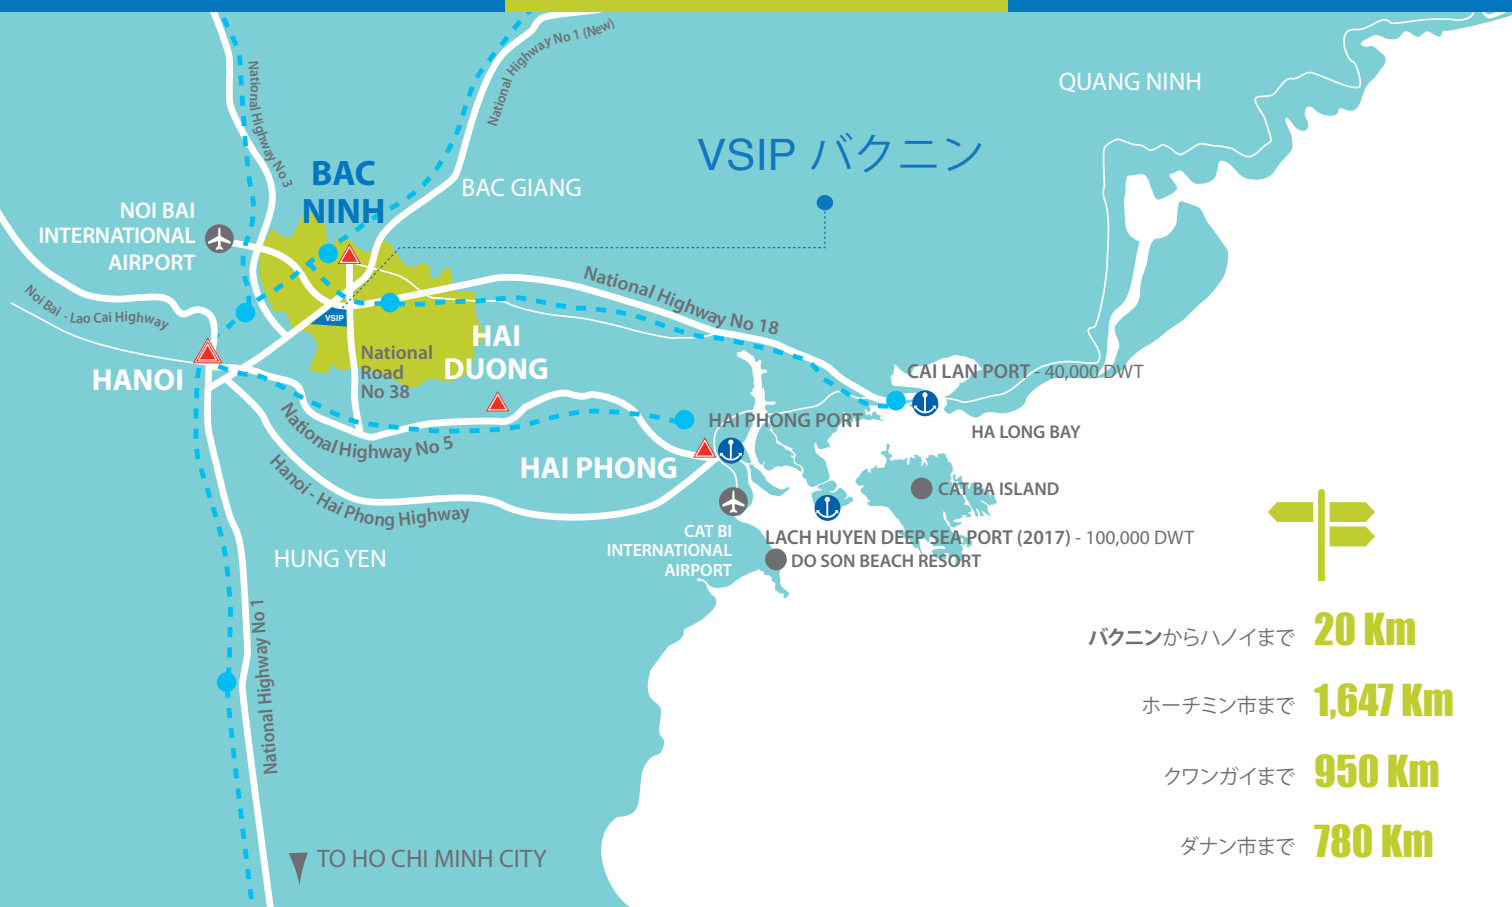 National Highway No 1 (New)
National Highway No 3
QUANG NINH
VSIP バクニン
BAC
NINH
BAC GIANG
NOI BAI
INTERNATIONAL
AIRPORT
National Highway No 18
Noi Bai - Lao Cai Highway
VSIP
HAI
DUONG
National
Road
No 38
HANOI
CAI LAN PORT - 40,000 DWT
National Highway No 5
HAI PHONG PORT
HA LONG BAY
HAI PHONG
Hanoi - Hai Phong Highway
CAT BA ISLAND
CAT BI
INTERNATIONAL
AIRPORT
LACH HUYEN DEEP SEA PORT (2017) - 100,000 DWT
DO SON BEACH RESORT
HUNG YEN
National Highway No 1
バクニンからハノイまで 20 Km
ホーチミン市まで 1,647 Km
クワンガイまで 950 Km
ダナン市まで 780 Km
TO HO CHI MINH CITY